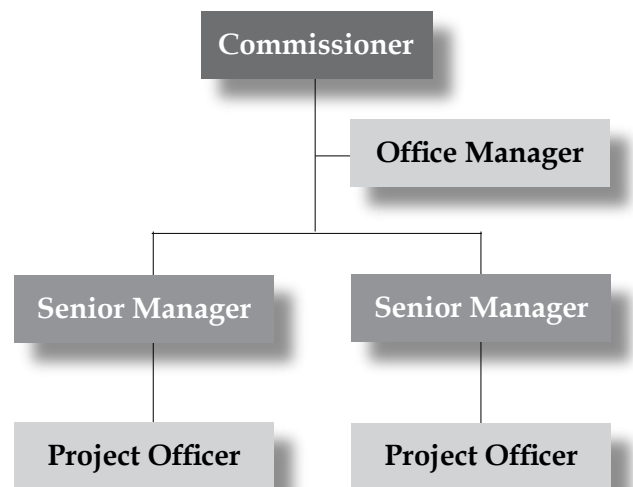 Commissioner
Office Manager
Senior Manager
Senior Manager
Project Officer
Project Officer